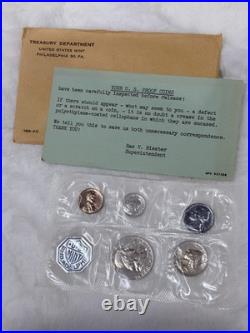 TREASURY DEPARTMENT
UNITED STATES MINT
PHILADELPHIA 30, PA.
YOUR U. S. PROOF COINS
have been carefully inspected before release:
If there should appear - what may seem to you - a defect
or a scratch on a coin, - it is no doubt a crease in the
polyethylene-coated cellophane in which they are encased.
We tell you this to save us both unnecessary correspondence.
THANK YOU!
Rae V. Biester
Superintendent